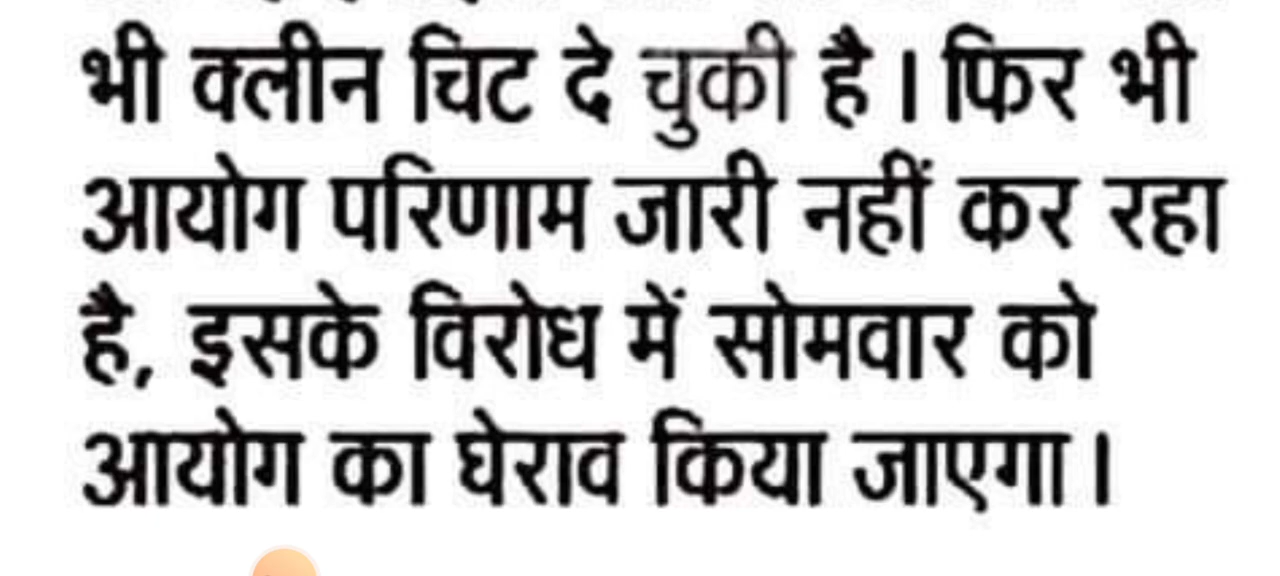 भी क्लीन चिट दे चुकी है। फिर भी
आयोग परिणाम जारी नहीं कर रहा
है, इसके विरोध में सोमवार को
आयोग का घेराव किया जाएगा।